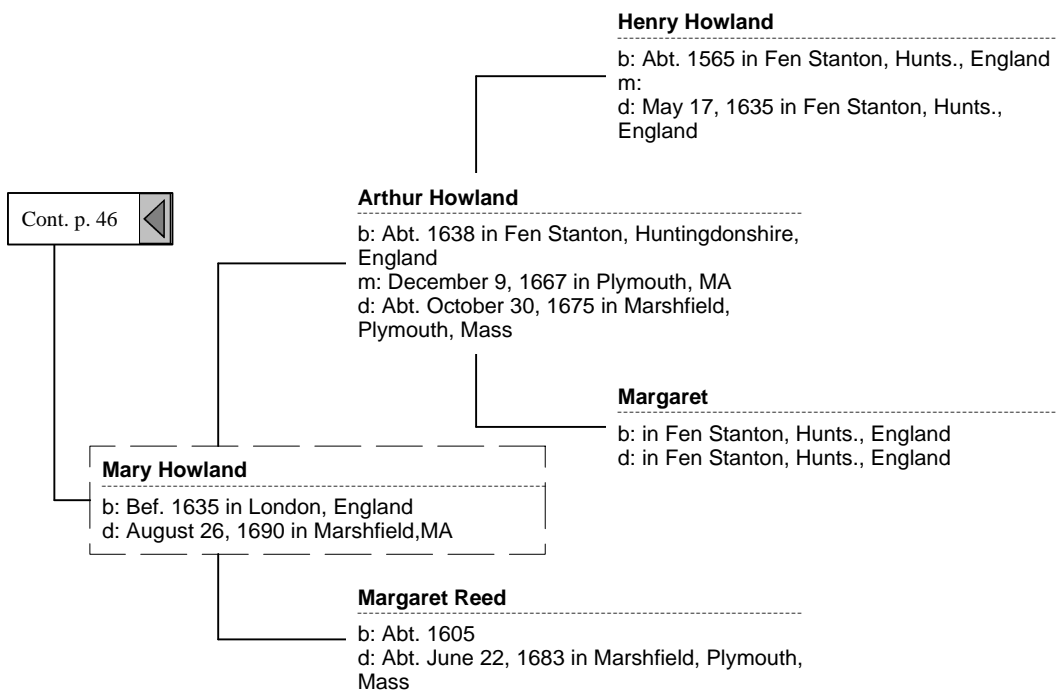 Henry Howland
b: Abt. 1565 in Fen Stanton, Hunts., England
m:
d: May 17, 1635 in Fen Stanton, Hunts.,
England
Arthur Howland
b: Abt. 1638 in Fen Stanton, Huntingdonshire,
England
m: December 9, 1667 in Plymouth, MA
d: Abt. October 30, 1675 in Marshfield,
Plymouth, Mass
Cont. p. 46
Margaret
b: in Fen Stanton, Hunts., England
d: in Fen Stanton, Hunts., England
Mary Howland
b: Bef. 1635 in London, England
d: August 26, 1690 in Marshfield,MA
Margaret Reed
b: Abt. 1605
d: Abt. June 22, 1683 in Marshfield, Plymouth,
Mass